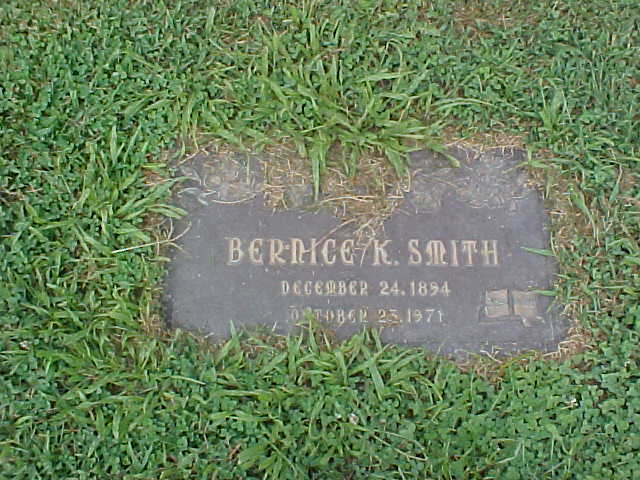 BERNICE K. SMITH
DECEMBER 24, 1894
OCTOBER 23, 1971